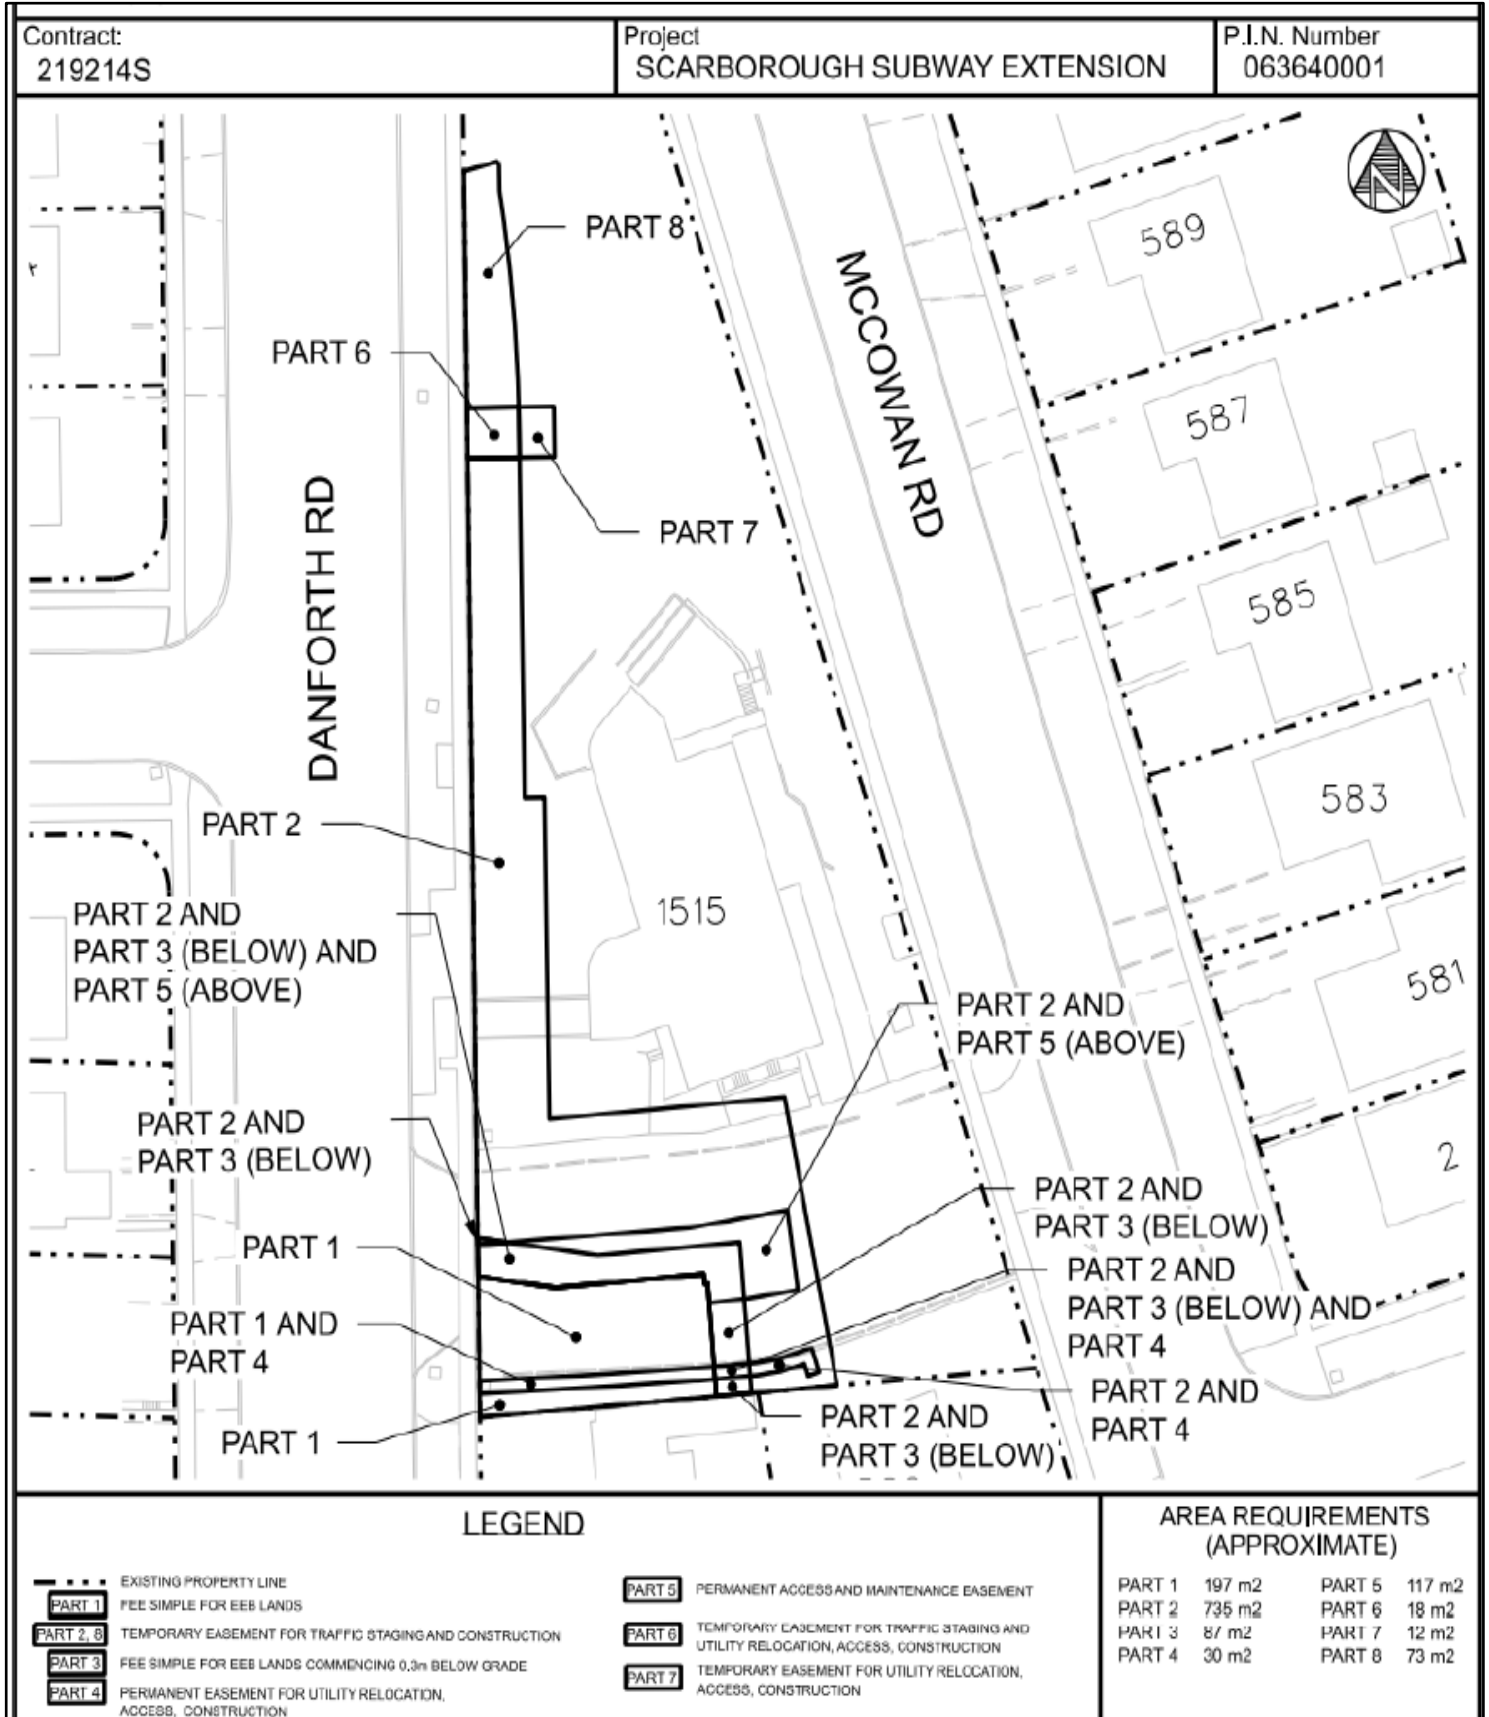 Contract:
219214S
Project
SCARBOROUGH SUBWAY EXTENSION
P.I.N. Number
063640001
N
PART 8
589
MCCOWAN RD
PART 6
587
DANFORTH RD
PART 7
585
583
PART 2
1515
PART 2 AND
PART 3 (BELOW) AND
PART 5 (ABOVE)
581
PART 2 AND
PART 5 (ABOVE)
PART 2 AND
PART 3 (BELOW)
2
PART 2 AND
PART 3 (BELOW)
PART 1
PART 2 AND
PART 3 (BELOW) AND
PART 4
PART 1 AND
PART 4
PART 2 AND
PART 4
PART 1
PART 2 AND
PART 3 (BELOW)
LEGEND
EXISTING PROPERTY LINE
PART 1 FEE SIMPLE FOR EEB LANDS
PART 2, 8 TEMPORARY EASEMENT FOR TRAFFIC STAGING AND CONSTRUCTION
PART 3 FEE SIMPLE FOR EEB LANDS COMMENCING 0.3m BELOW GRADE
PART 4 PERMANENT EASEMENT FOR UTILITY RELOCATION,
ACCESS, CONSTRUCTION
PART 5 PERMANENT ACCESS AND MAINTENANCE EASEMENT
PART 6 TEMPORARY EASEMENT FOR TRAFFIC STAGING AND
UTILITY RELOCATION, ACCESS, CONSTRUCTION
PART 7 TEMPORARY EASEMENT FOR UTILITY RELOCATION,
ACCESS, CONSTRUCTION
AREA REQUIREMENTS
(APPROXIMATE)
PART 1 197 m2 PART 5 117 m2
PART 2 735 m2 PART 6 18 m2
PART 3 87 m2 PART 7 12 m2
PART 4 30 m2 PART 8 73 m2